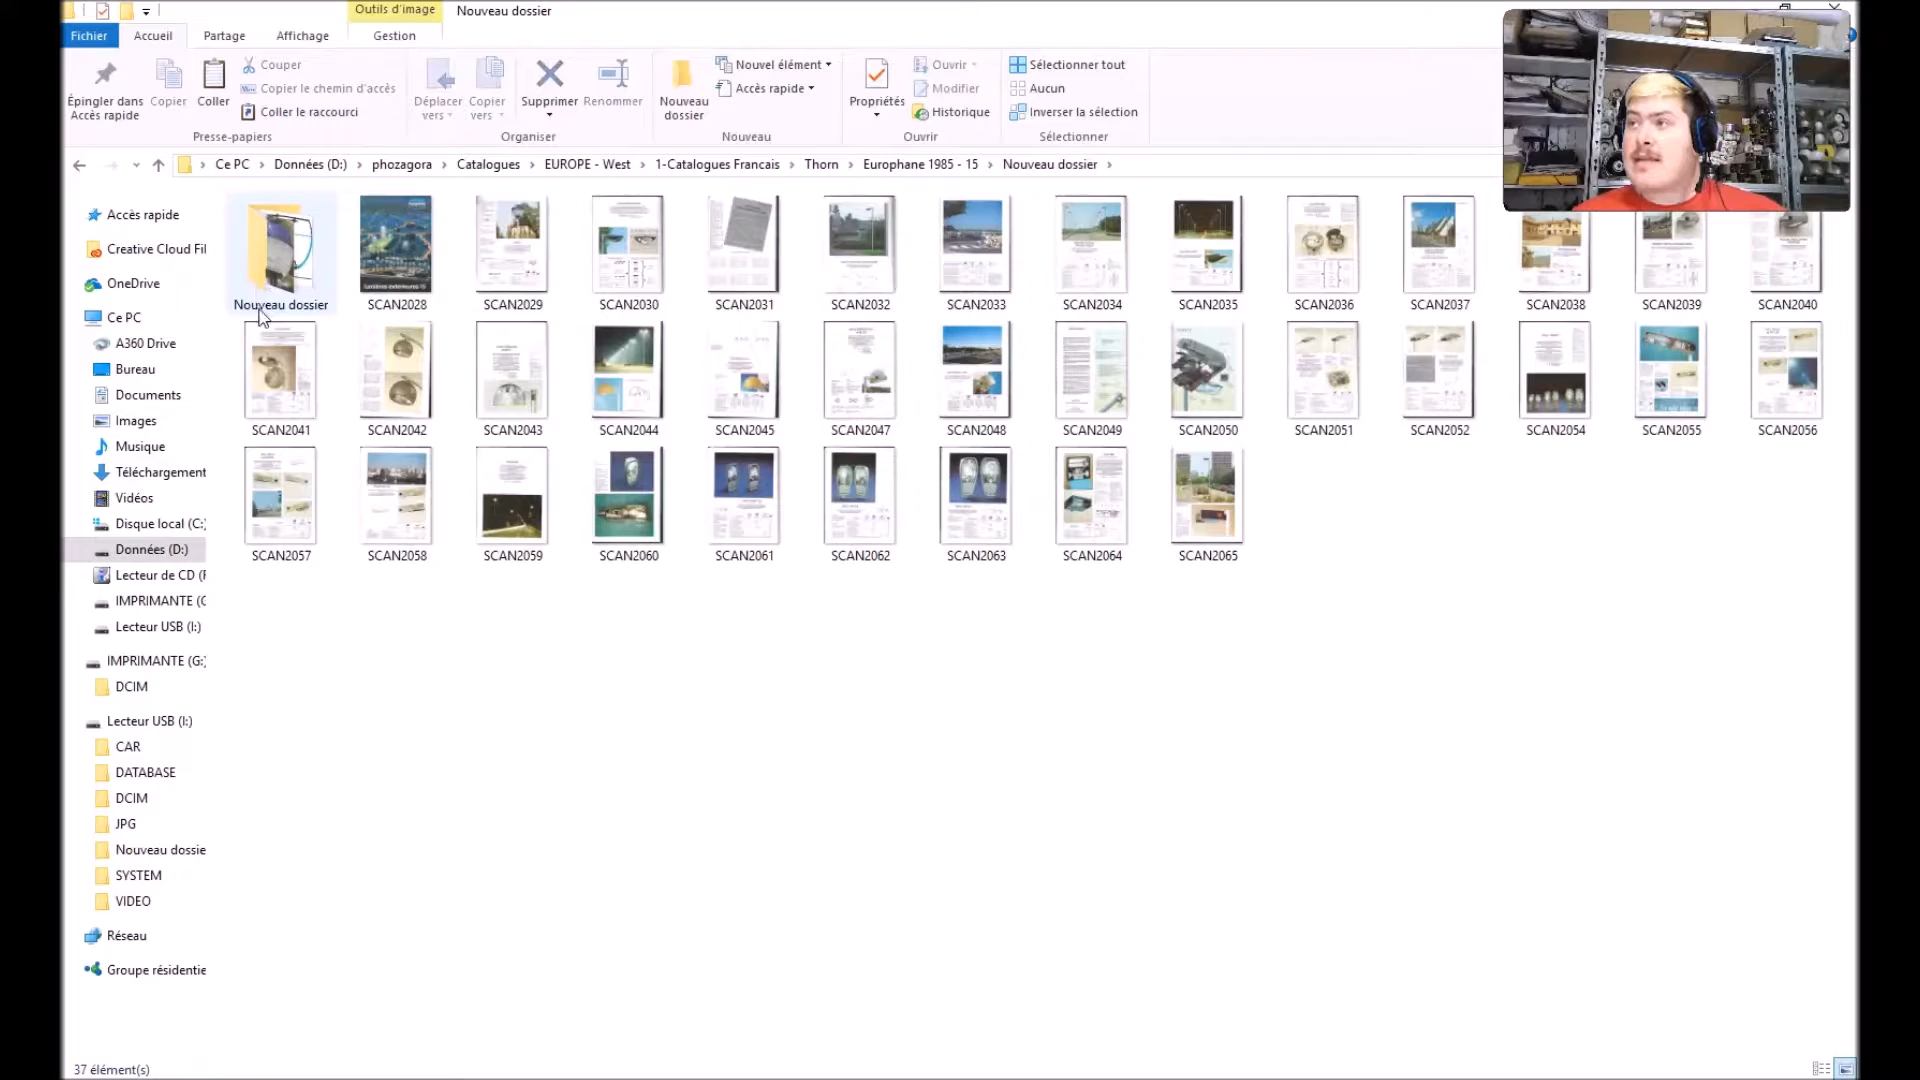 Outils d'image Nouveau dossier
Fichier Accueil Partage Affichage Gestion
Épingler dans Accès rapide
Copier
Coller
Couper
Copier le chemin d'accès
Coller le raccourci
Presse-papiers
Déplacer vers
Copier vers
Supprimer
Renommer
Organiser
Nouveau dossier
Nouvel élément
Accès rapide
Nouveau
Propriétés
Ouvrir
Modifier
Historique
Ouvrir
Sélectionner tout
Aucun
Inverser la sélection
Sélectionner
Ce PC > Données (D:) > phozagora > Catalogues > EUROPE - West > 1-Catalogues Francais > Thorn > Europhane 1985 - 15 > Nouveau dossier >
Accès rapide
Creative Cloud Fil
OneDrive
Ce PC
A360 Drive
Bureau
Documents
Images
Musique
Téléchargement
Vidéos
Disque local (C:)
Données (D:)
Lecteur de CD (F
IMPRIMANTE (G
Lecteur USB (I:)
IMPRIMANTE (G:)
DCIM
Lecteur USB (I:)
CAR
DATABASE
DCIM
JPG
Nouveau dossie
SYSTEM
VIDEO
Réseau
Groupe résidentie
Nouveau dossier SCAN2028 SCAN2029 SCAN2030 SCAN2031 SCAN2032 SCAN2033 SCAN2034 SCAN2035 SCAN2036 SCAN2037 SCAN2038 SCAN2039 SCAN2040
SCAN2041 SCAN2042 SCAN2043 SCAN2044 SCAN2045 SCAN2047 SCAN2048 SCAN2049 SCAN2050 SCAN2051 SCAN2052 SCAN2054 SCAN2055 SCAN2056
SCAN2057 SCAN2058 SCAN2059 SCAN2060 SCAN2061 SCAN2062 SCAN2063 SCAN2064 SCAN2065
37 élément(s)